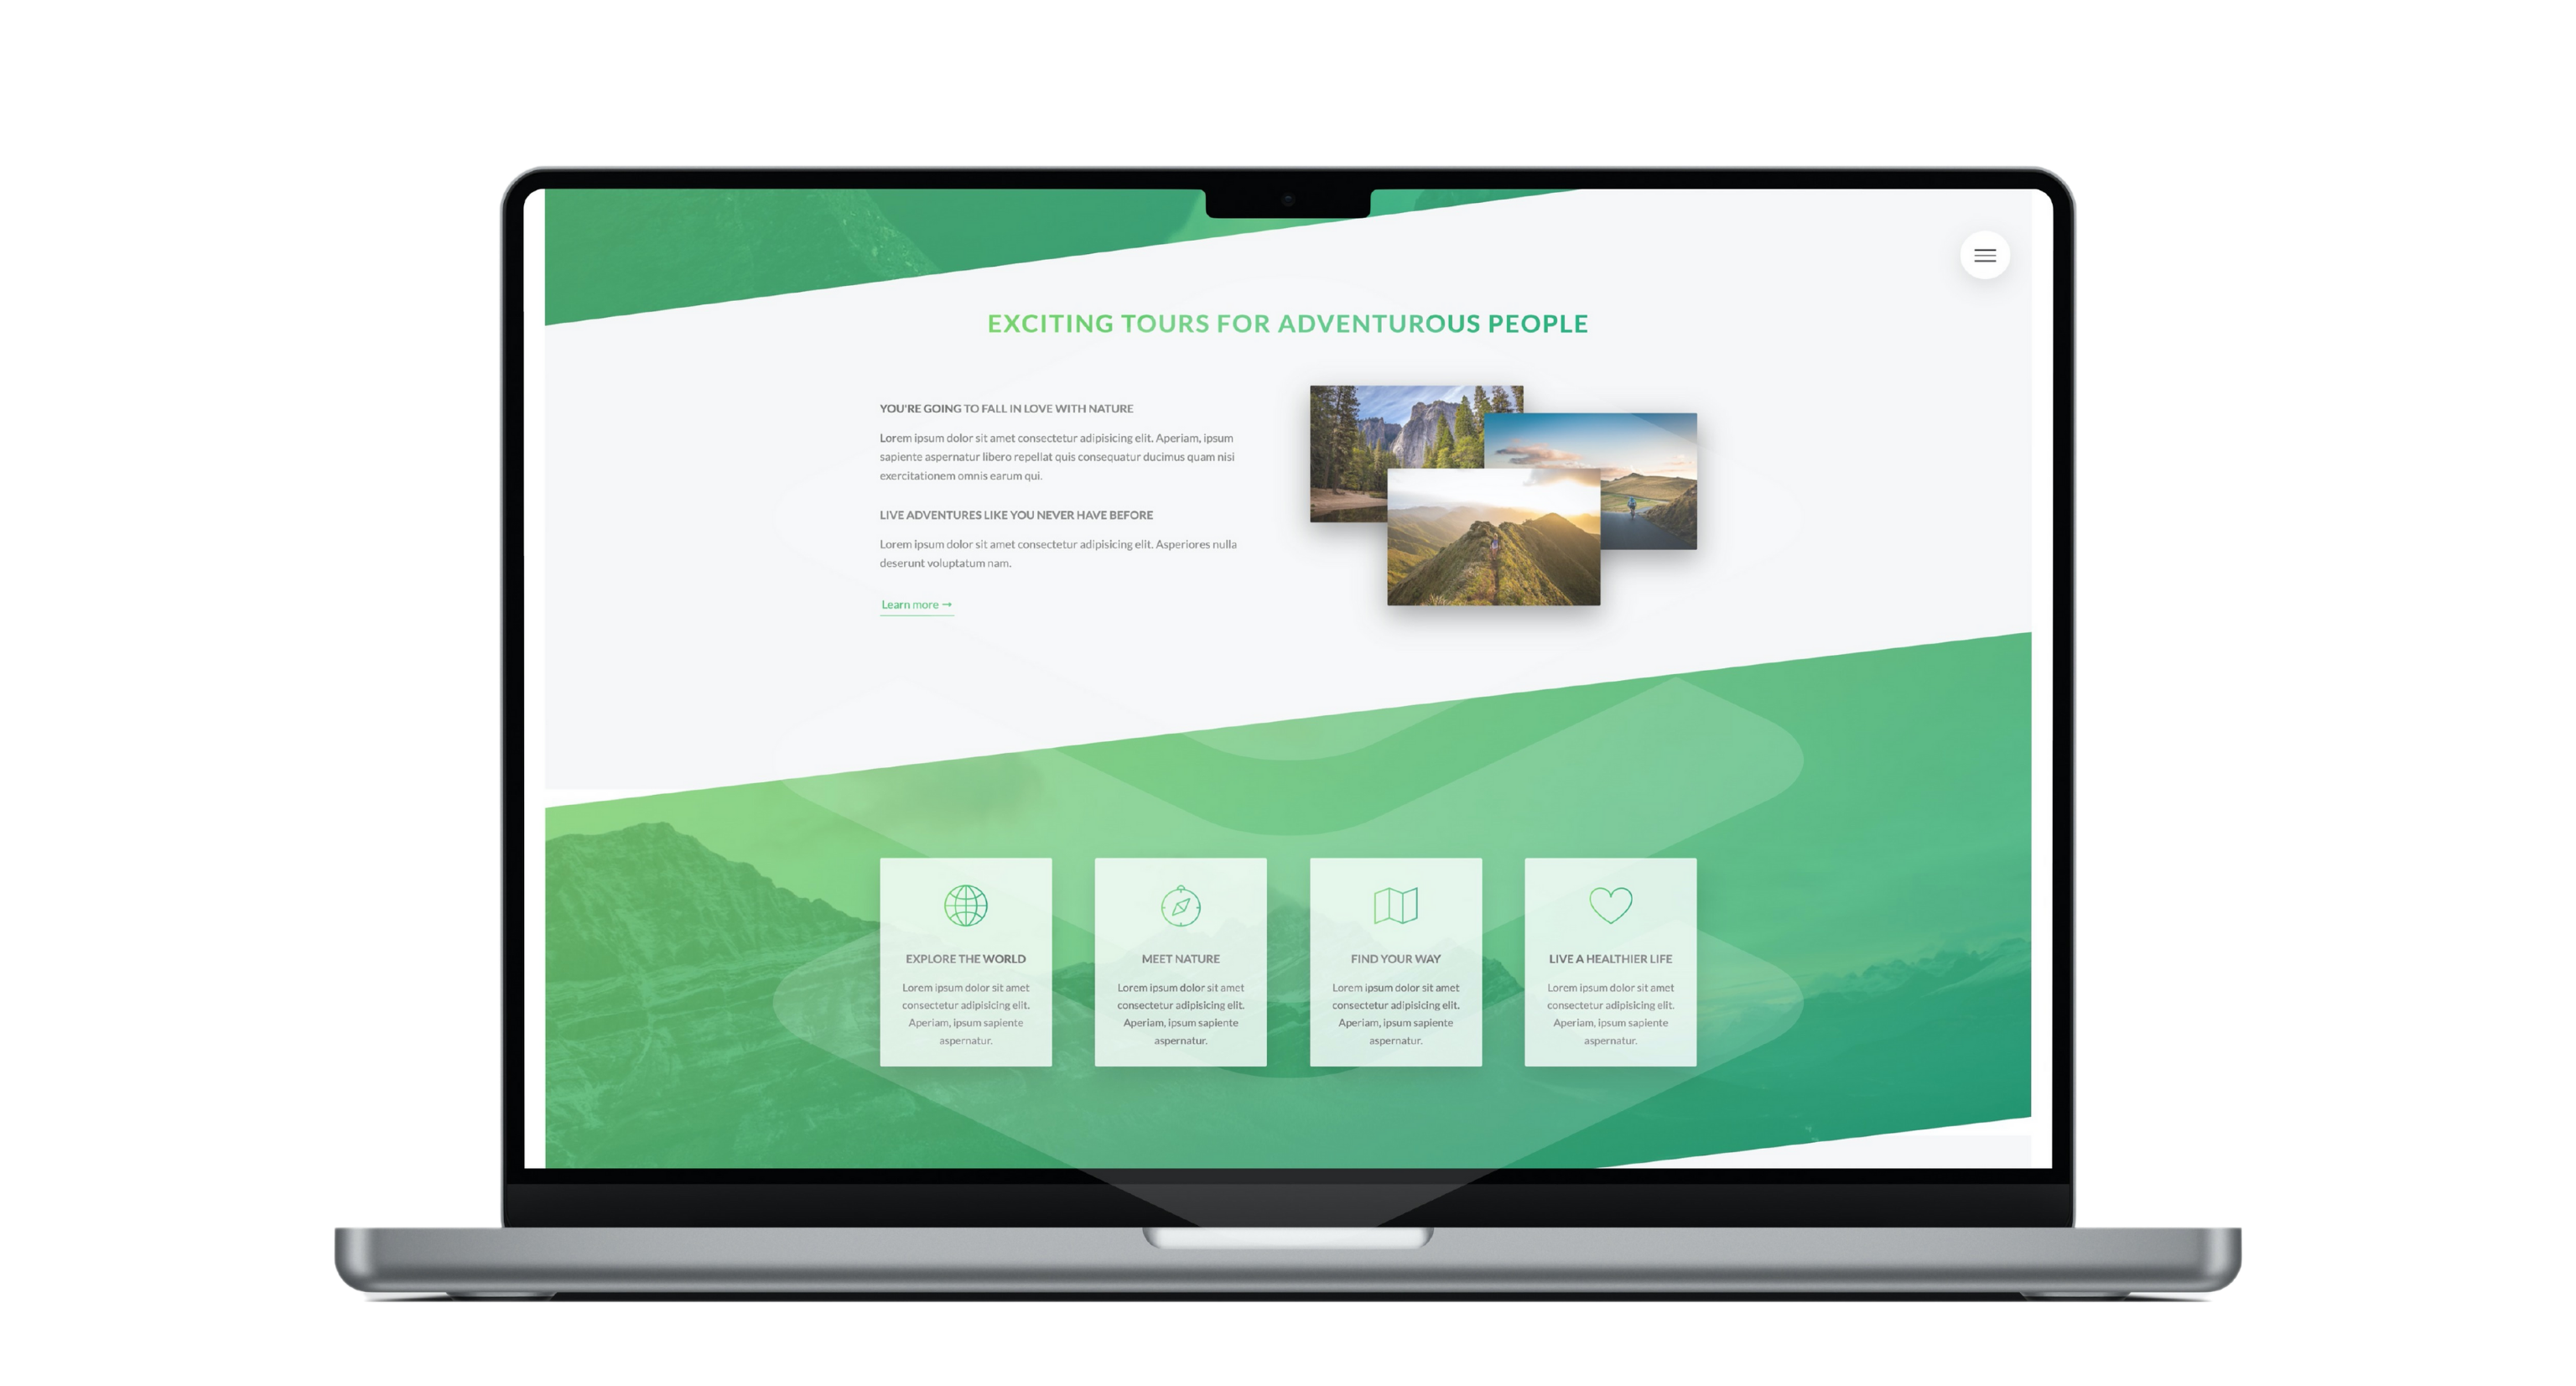 EXCITING TOURS FOR ADVENTUROUS PEOPLE
YOU'RE GOING TO FALL IN LOVE WITH NATURE
Lorem ipsum dolor sit amet consectetur adipisicing elit. Aperiam, ipsum
sapiente aspernatur libero repellat quis consequatur ducimus quam nisi
exercitationem omnis earum qui.
LIVE ADVENTURES LIKE YOU NEVER HAVE BEFORE
Lorem ipsum dolor sit amet consectetur adipisicing elit. Asperiores nulla
deserunt voluptatum nam.
Learn more →
EXPLORE THE WORLD
Lorem ipsum dolor sit amet
consectetur adipisicing elit.
Aperiam, ipsum sapiente
aspernatur.
MEET NATURE
Lorem ipsum dolor sit amet
consectetur adipisicing elit.
Aperiam, ipsum sapiente
aspernatur.
FIND YOUR WAY
Lorem ipsum dolor sit amet
consectetur adipisicing elit.
Aperiam, ipsum sapiente
aspernatur.
LIVE A HEALTHIER LIFE
Lorem ipsum dolor sit amet
consectetur adipisicing elit.
Aperiam, ipsum sapiente
aspernatur.